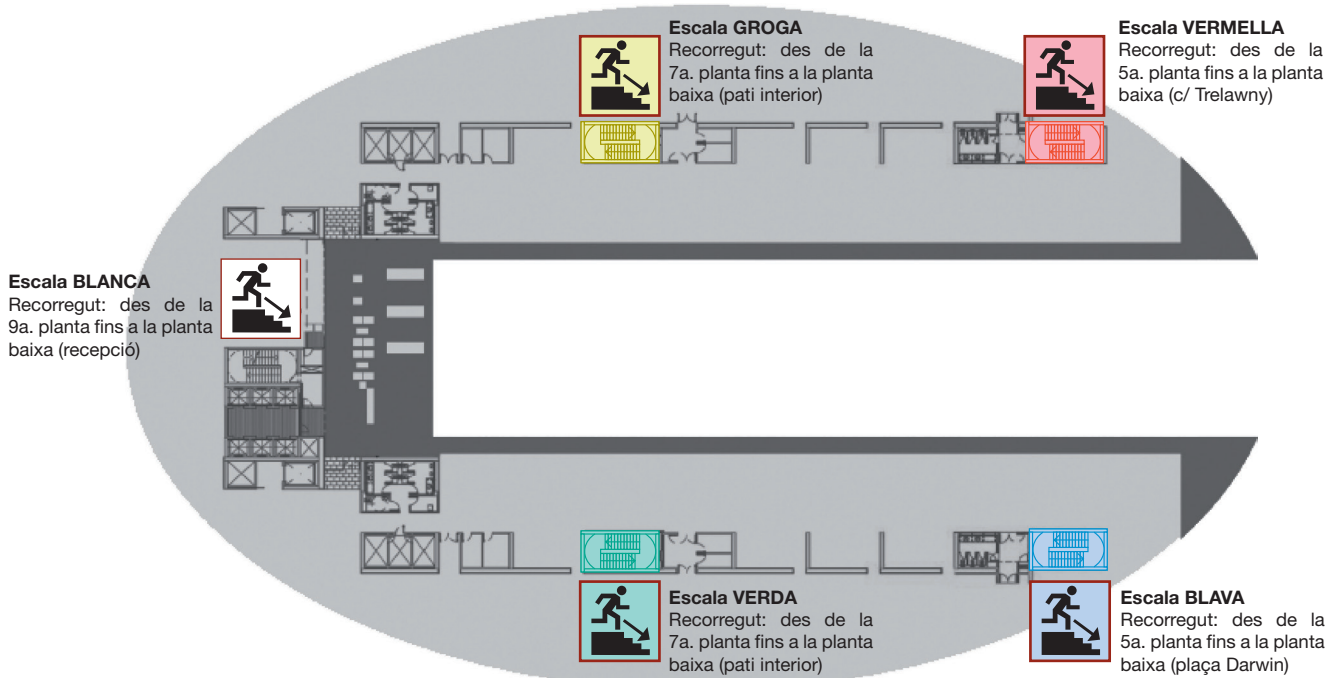 Escala GROGA
Recorregut: des de la
7a. planta fins a la planta
baixa (pati interior)
Escala VERMELLA
Recorregut: des de la
5a. planta fins a la planta
baixa (c/ Trelawny)
Escala BLANCA
Recorregut: des de la
9a. planta fins a la planta
baixa (recepció)
Escala VERDA
Recorregut: des de la
7a. planta fins a la planta
baixa (pati interior)
Escala BLAVA
Recorregut: des de la
5a. planta fins a la planta
baixa (plaça Darwin)